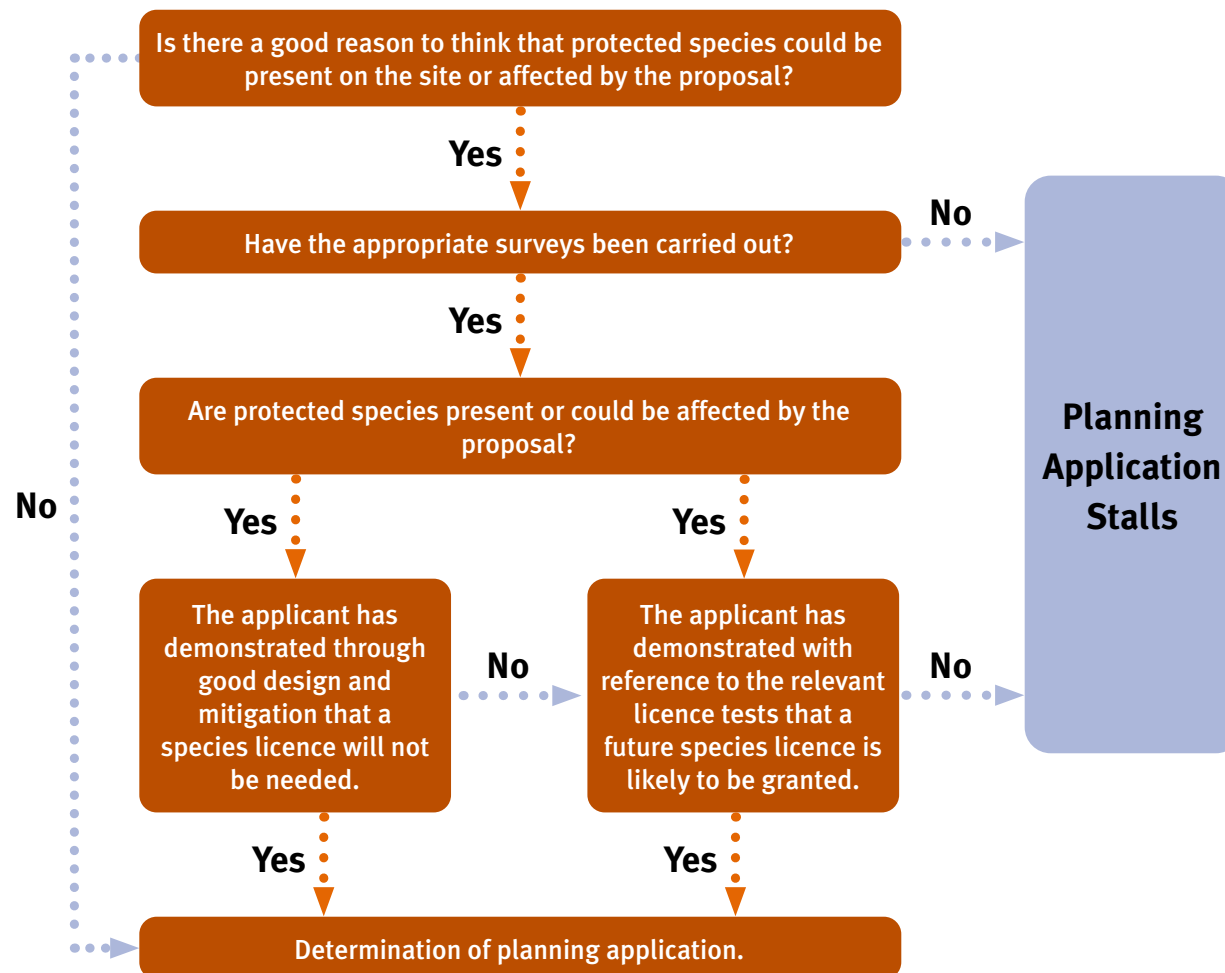 Is there a good reason to think that protected species could be
present on the site or affected by the proposal?
Yes
No
Have the appropriate surveys been carried out?
Yes
Planning
Application
Stalls
Are protected species present or could be affected by the
proposal?
No
Yes
Yes
The applicant has
demonstrated through
good design and
mitigation that a
species licence will not
be needed.
No
The applicant has
demonstrated with
reference to the relevant
licence tests that a
future species licence is
likely to be granted.
No
Yes
Yes
Determination of planning application.